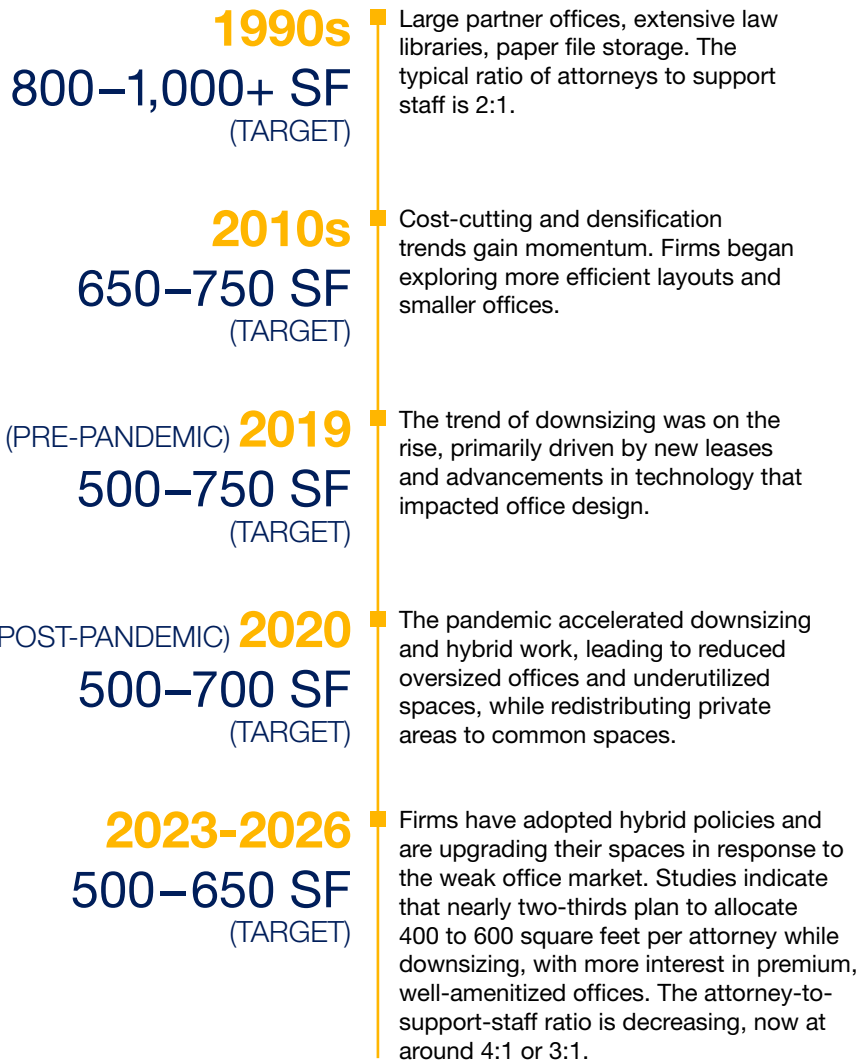 1990s
800–1,000+ SF
(TARGET)
Large partner offices, extensive law
libraries, paper file storage. The
typical ratio of attorneys to support
staff is 2:1.
2010s
650–750 SF
(TARGET)
Cost-cutting and densification
trends gain momentum. Firms began
exploring more efficient layouts and
smaller offices.
(PRE-PANDEMIC) 2019
500–750 SF
(TARGET)
The trend of downsizing was on the
rise, primarily driven by new leases
and advancements in technology that
impacted office design.
POST-PANDEMIC) 2020
500–700 SF
(TARGET)
The pandemic accelerated downsizing
and hybrid work, leading to reduced
oversized offices and underutilized
spaces, while redistributing private
areas to common spaces.
2023-2026
500–650 SF
(TARGET)
Firms have adopted hybrid policies and
are upgrading their spaces in response to
the weak office market. Studies indicate
that nearly two-thirds plan to allocate
400 to 600 square feet per attorney while
downsizing, with more interest in premium,
well-amenitized offices. The attorney-to-
support-staff ratio is decreasing, now at
around 4:1 or 3:1.